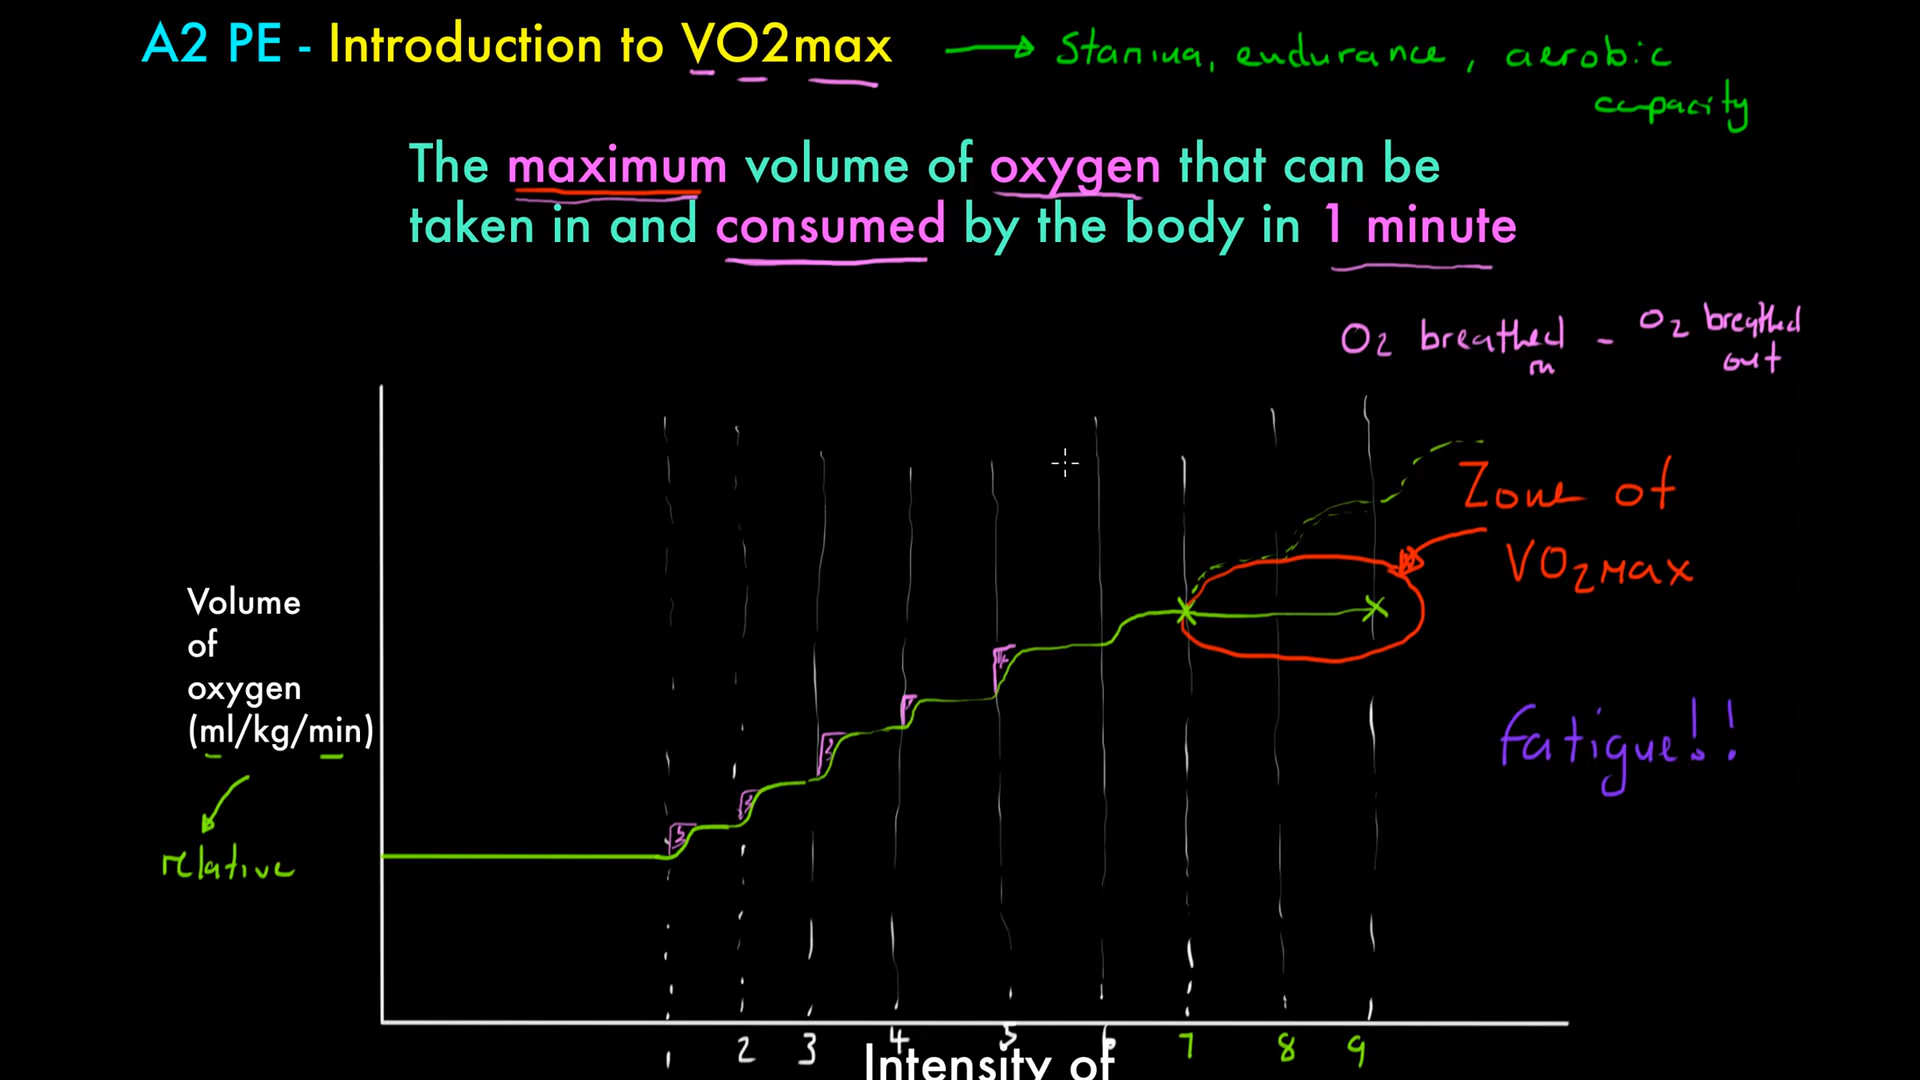 A2 PE - Introduction to VO2max → Stamina, endurance, aerobic
capacity
The maximum volume of oxygen that can be
taken in and consumed by the body in 1 minute
O2 breathed in - O2 breathed out
Zone of
VO2max
Volume
of
oxygen
(ml/kg/min)
relative
fatigue!!
1 2 3 4 5 6 7 8 9
Intensity of